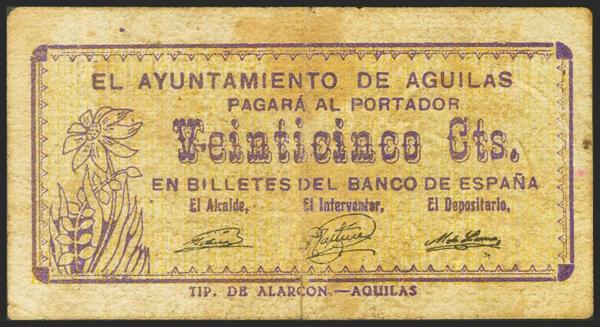 EL AYUNTAMIENTO DE AGUILAS
PAGARÁ AL PORTADOR
Veinticinco Cts.
EN BILLETES DEL BANCO DE ESPAÑA
El Alcalde, El Interventor, El Depositario,
TIP. DE ALARCON.—AGUILAS